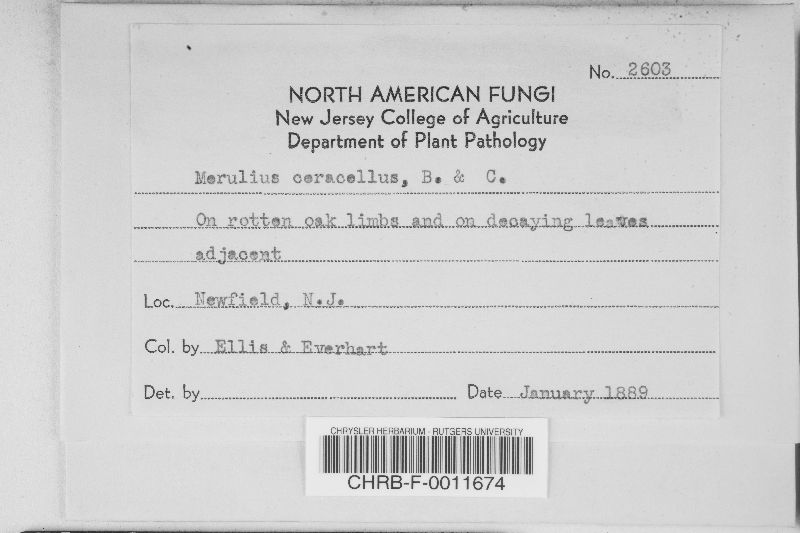 No. 2603
NORTH AMERICAN FUNGI
New Jersey College of Agriculture
Department of Plant Pathology
Merulius ceracellus, B. & C.
On rotten oak limbs and on decaying leaves
adjacent
Loc. Newfield, N.J.
Col. by Ellis & Everhart
Det. by Date January 1889
CHRYSLER HERBARIUM - RUTGERS UNIVERSITY
CHRB-F-0011674